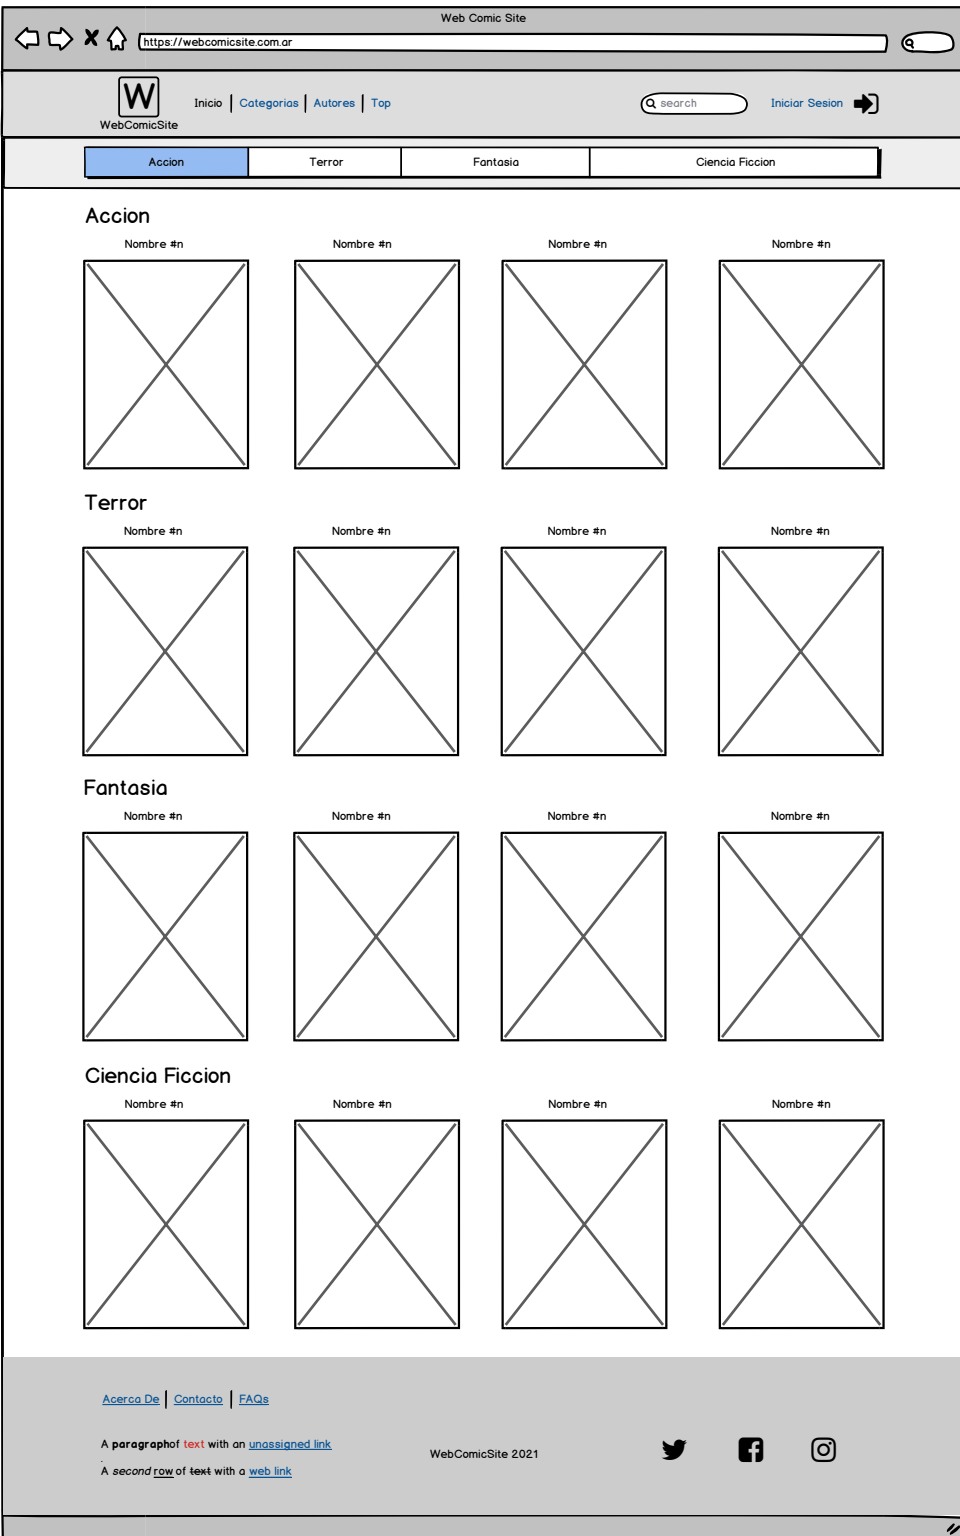 Web Comic Site
https://webcomicsite.com.ar
W
WebComicSite
Inicio | Categorias | Autores | Top
search
Iniciar Sesion
Accion
Terror
Fantasia
Ciencia Ficcion
Accion
Nombre #n
Nombre #n
Nombre #n
Nombre #n
Terror
Nombre #n
Nombre #n
Nombre #n
Nombre #n
Fantasia
Nombre #n
Nombre #n
Nombre #n
Nombre #n
Ciencia Ficcion
Nombre #n
Nombre #n
Nombre #n
Nombre #n
Acerca De | Contacto | FAQs
A paragraphof text with an unassigned link
.
A second row of text with a web link
WebComicSite 2021